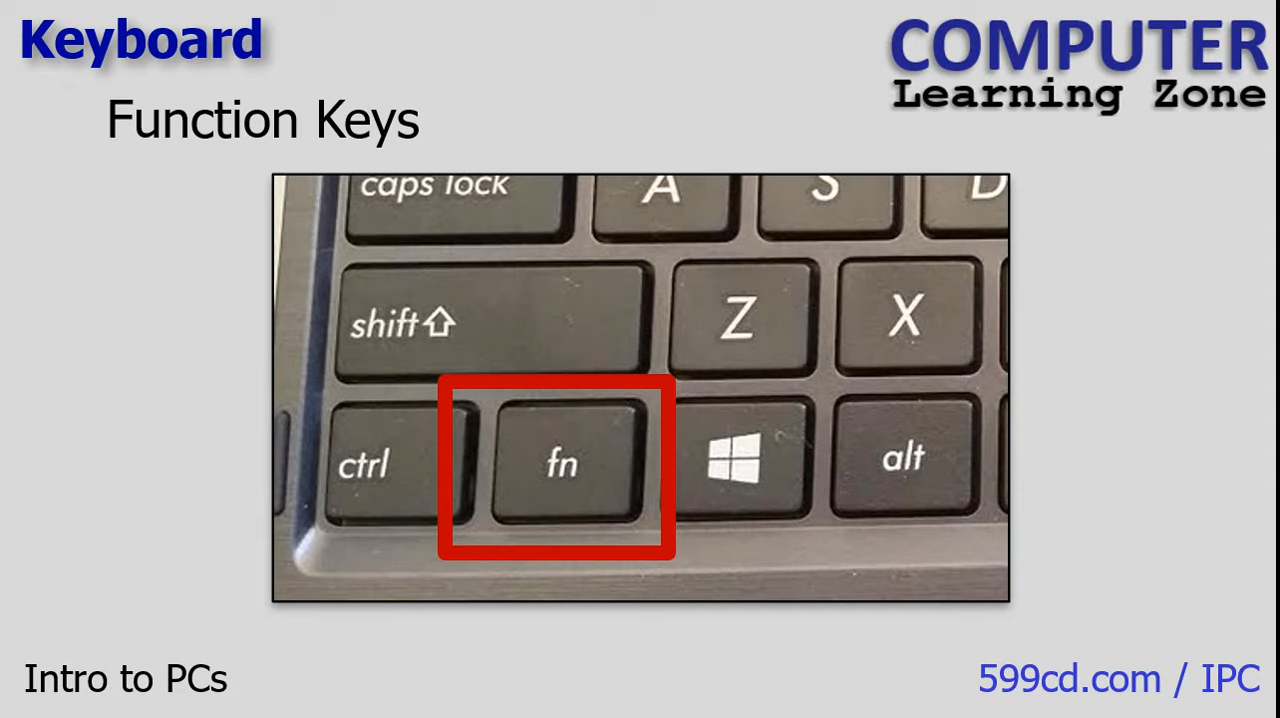 Keyboard
COMPUTER
Learning Zone
Function Keys
caps lock A S D
shift Z X
ctrl fn alt
Intro to PCs
599cd.com / IPC